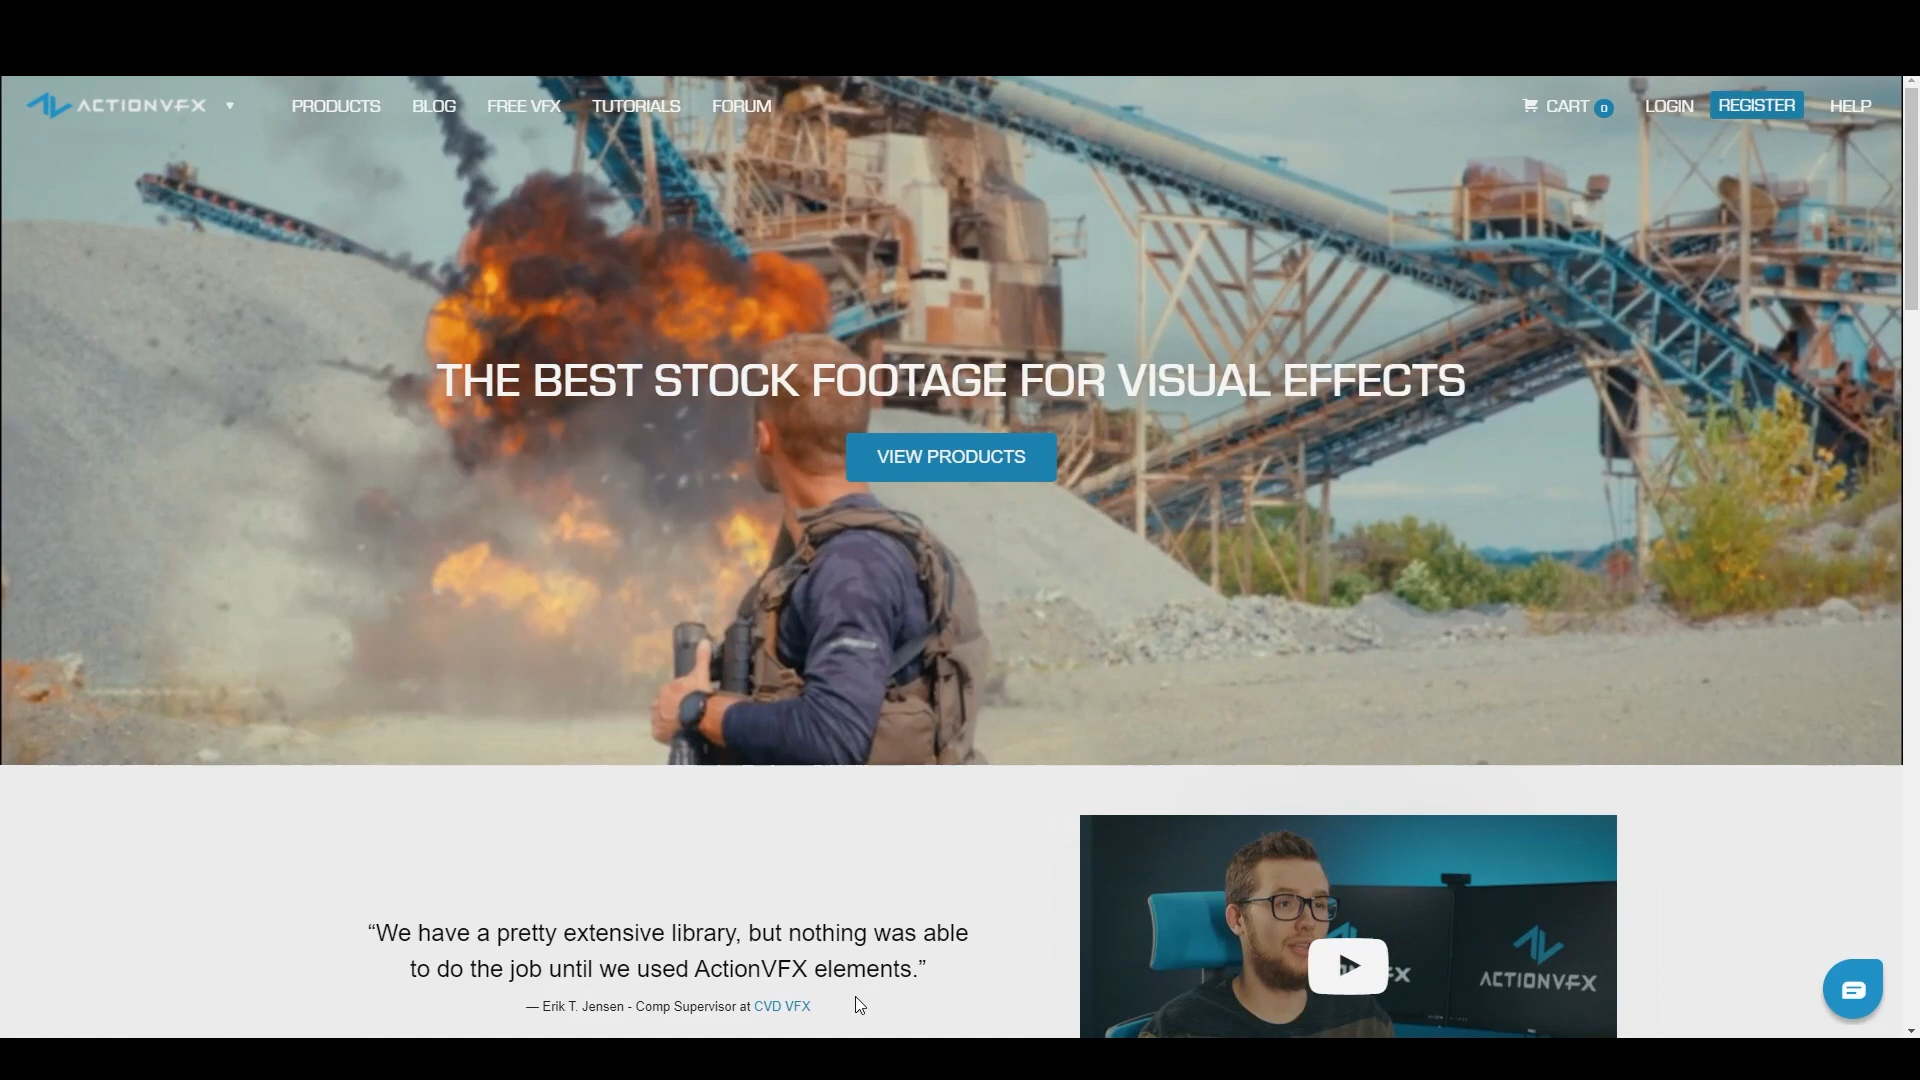 ACTIONVFX
PRODUCTS BLOG FREE VFX TUTORIALS FORUM
CART 0 LOGIN REGISTER HELP
THE BEST STOCK FOOTAGE FOR VISUAL EFFECTS
VIEW PRODUCTS
“We have a pretty extensive library, but nothing was able
to do the job until we used ActionVFX elements.”
— Erik T. Jensen - Comp Supervisor at CVD VFX
ACTIONVFX